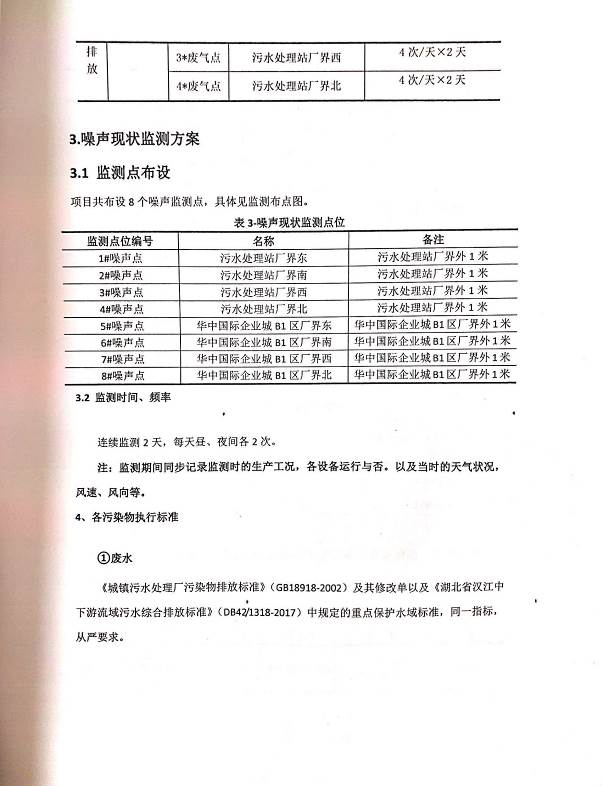 排放 3*废气点 污水处理站厂界西 4 次/天×2 天
4*废气点 污水处理站厂界北 4 次/天×2 天
3.噪声现状监测方案
3.1 监测点布设
项目共布设 8 个噪声监测点，具体见监测布点图。
表 3-噪声现状监测点位
监测点位编号 名称 备注
1#噪声点 污水处理站厂界东 污水处理站厂界外 1 米
2#噪声点 污水处理站厂界南 污水处理站厂界外 1 米
3#噪声点 污水处理站厂界西 污水处理站厂界外 1 米
4#噪声点 污水处理站厂界北 污水处理站厂界外 1 米
5#噪声点 华中国际企业城 B1 区厂界东 华中国际企业城 B1 区厂界外 1 米
6#噪声点 华中国际企业城 B1 区厂界南 华中国际企业城 B1 区厂界外 1 米
7#噪声点 华中国际企业城 B1 区厂界西 华中国际企业城 B1 区厂界外 1 米
8#噪声点 华中国际企业城 B1 区厂界北 华中国际企业城 B1 区厂界外 1 米
3.2 监测时间、频率
连续监测 2 天，每天昼、夜间各 2 次。
注：监测期间同步记录监测时的生产工况，各设备运行与否。以及当时的天气状况，
风速、风向等。
4、各污染物执行标准
①废水
《城镇污水处理厂污染物排放标准》（GB18918-2002）及其修改单以及《湖北省汉江中
下游流域污水综合排放标准》（DB42/1318-2017）中规定的重点保护水域标准，同一指标，
从严要求。